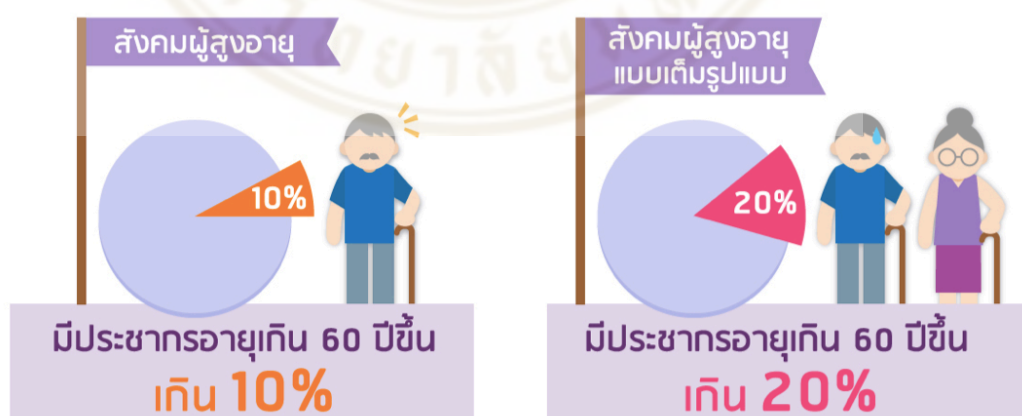 สังคมผู้สูงอายุ
10%
มีประชากรอายุเกิน 60 ปีขึ้น
เกิน 10%
สังคมผู้สูงอายุ
แบบเต็มรูปแบบ
20%
มีประชากรอายุเกิน 60 ปีขึ้น
เกิน 20%